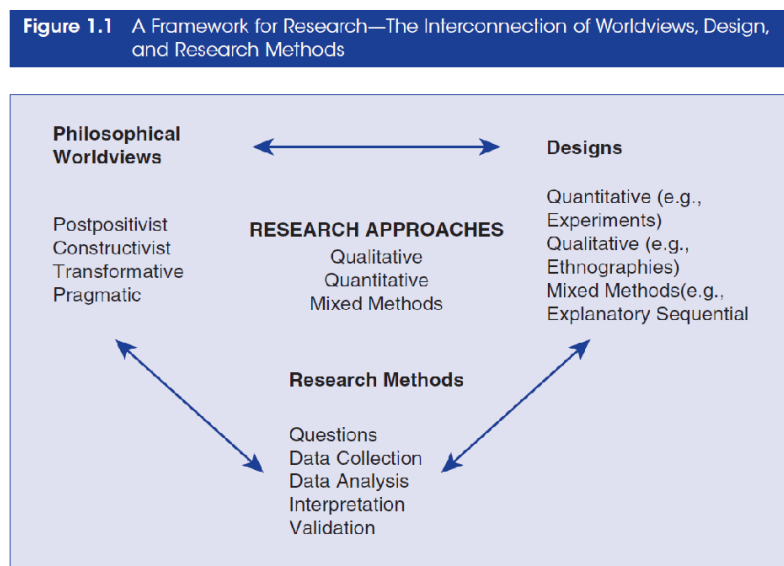 Figure 1.1 A Framework for Research—The Interconnection of Worldviews, Design,
and Research Methods
Philosophical
Worldviews
Postpositivist
Constructivist
Transformative
Pragmatic
RESEARCH APPROACHES
Qualitative
Quantitative
Mixed Methods
Designs
Quantitative (e.g.,
Experiments)
Qualitative (e.g.,
Ethnographies)
Mixed Methods(e.g.,
Explanatory Sequential
Research Methods
Questions
Data Collection
Data Analysis
Interpretation
Validation